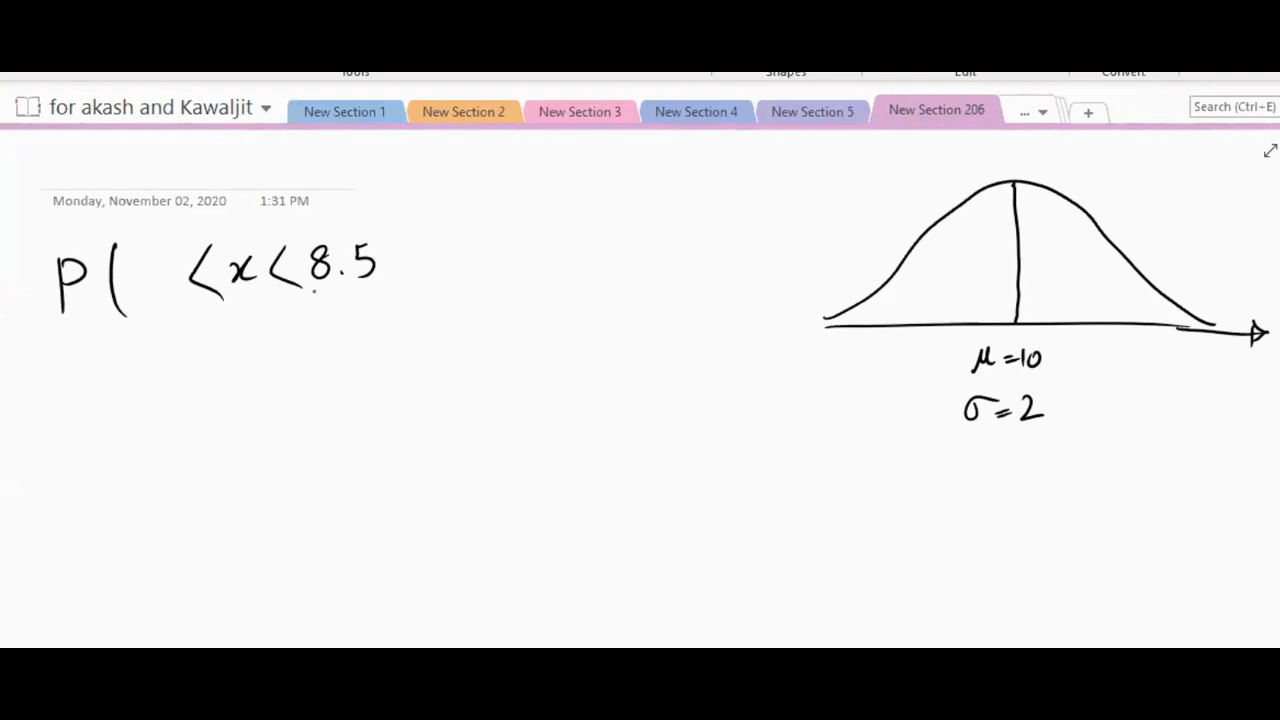 for akash and Kawaljit
New Section 1
New Section 2
New Section 3
New Section 4
New Section 5
New Section 206
...
+
Search (Ctrl+E)
Monday, November 02, 2020 1:31 PM
P( <x<8.5
μ=10
σ=2